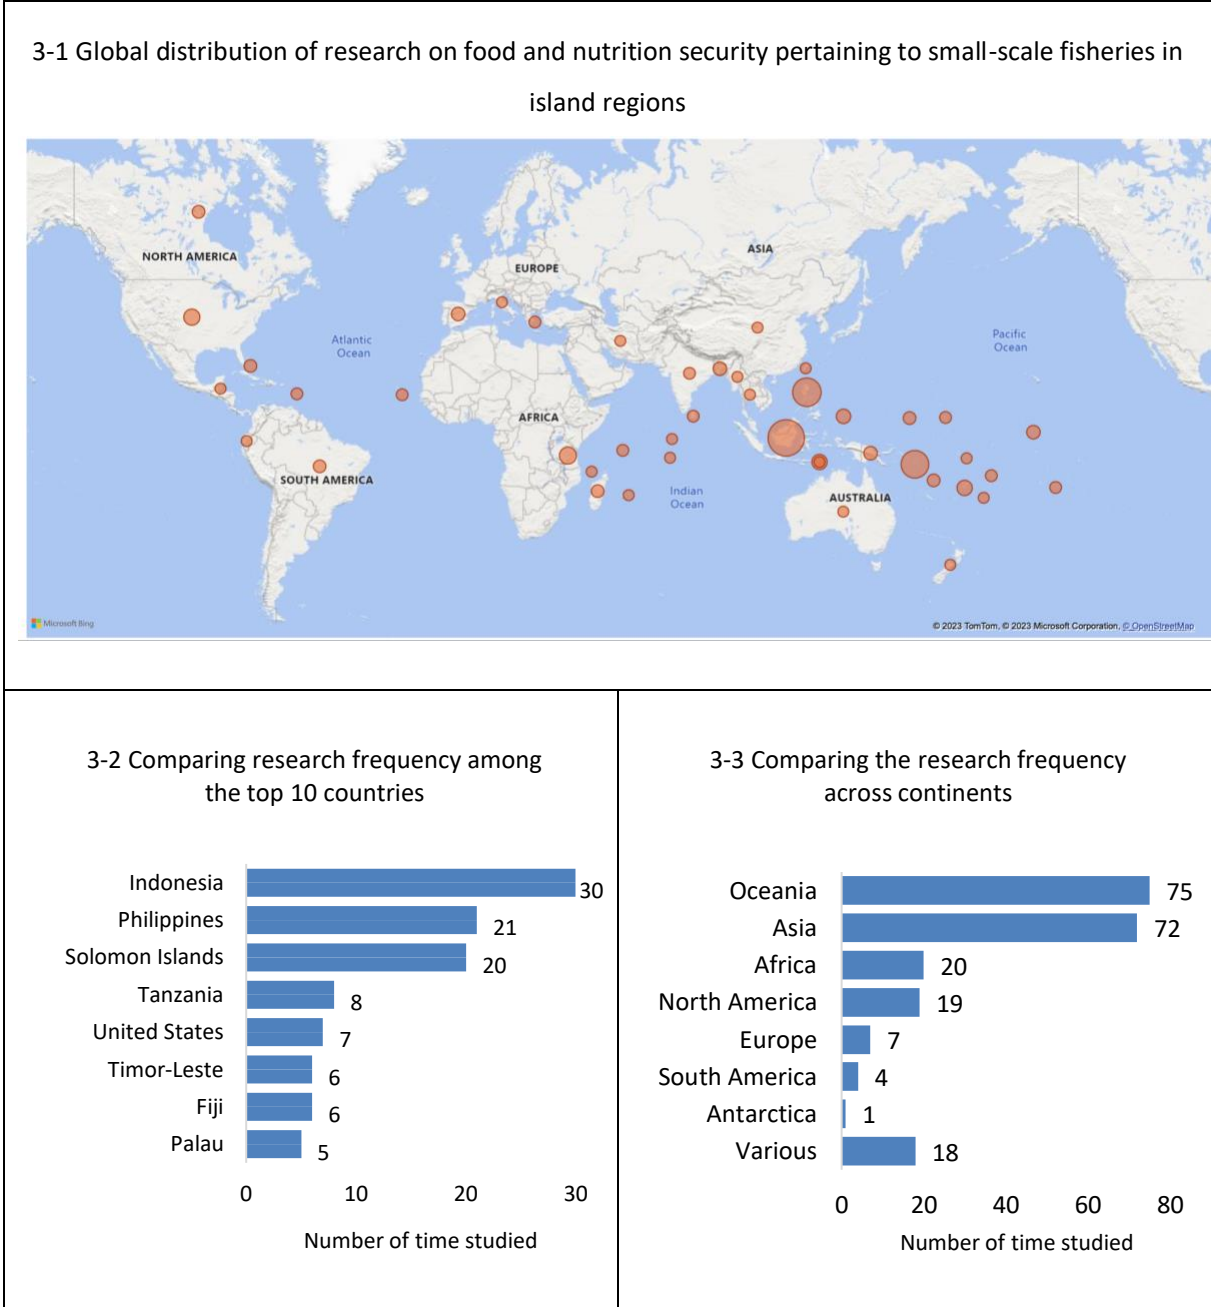 3-1 Global distribution of research on food and nutrition security pertaining to small-scale fisheries in
island regions
NORTH AMERICA
EUROPE
ASIA
Atlantic
Ocean
Pacific
Ocean
AFRICA
SOUTH AMERICA
Indian
Ocean
AUSTRALIA
Microsoft Bing
© 2023 TomTom, © 2023 Microsoft Corporation, © OpenStreetMap
3-2 Comparing research frequency among
the top 10 countries
Indonesia 30
Philippines 21
Solomon Islands 20
Tanzania 8
United States 7
Timor-Leste 6
Fiji 6
Palau 5
0 10 20 30
Number of time studied
3-3 Comparing the research frequency
across continents
Oceania 75
Asia 72
Africa 20
North America 19
Europe 7
South America 4
Antarctica 1
Various 18
0 20 40 60 80
Number of time studied